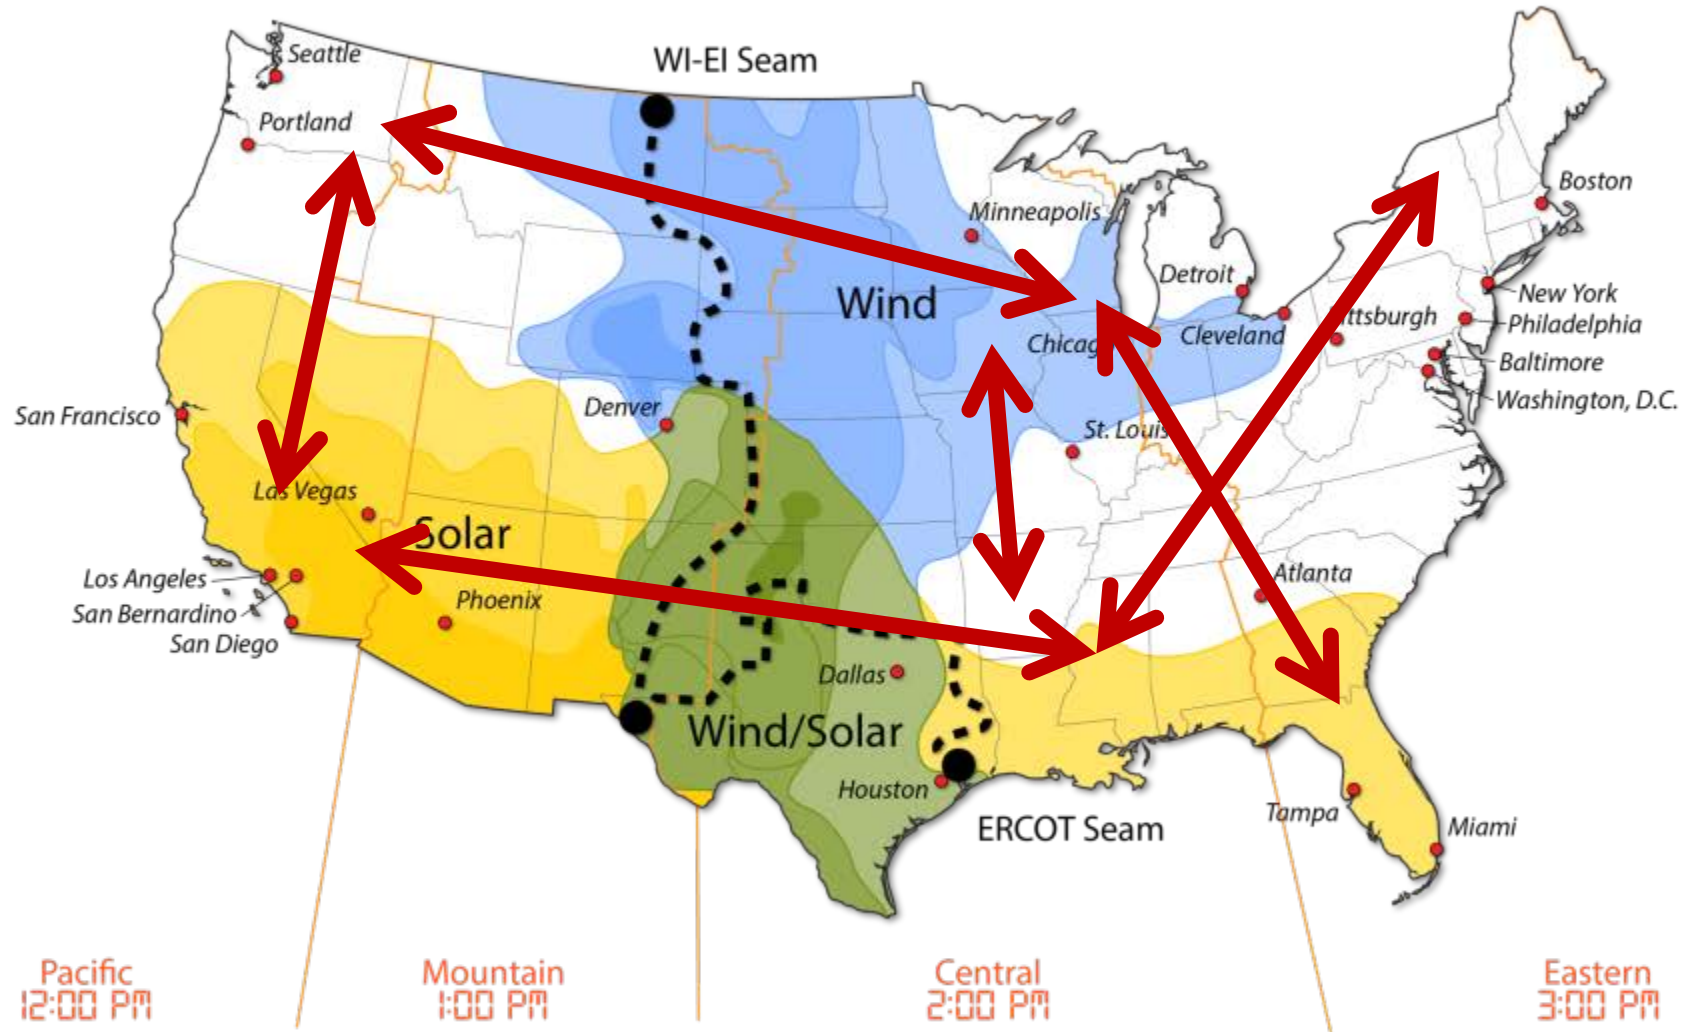 Seattle
WI-EI Seam
Portland
Boston
Minneapolis
Detroit
New York
Wind
ttsburgh
Philadelphia
Chicag
Cleveland
Baltimore
Washington, D.C.
Denver
San Francisco
St. Louis
Las Vegas
Solar
Atlanta
Los Angeles
Phoenix
San Bernardino
San Diego
Dallas
Wind/Solar
Houston
Tampa
ERCOT Seam
Miami
Pacific
12:00 PM
Mountain
1:00 PM
Central
2:00 PM
Eastern
3:00 PM